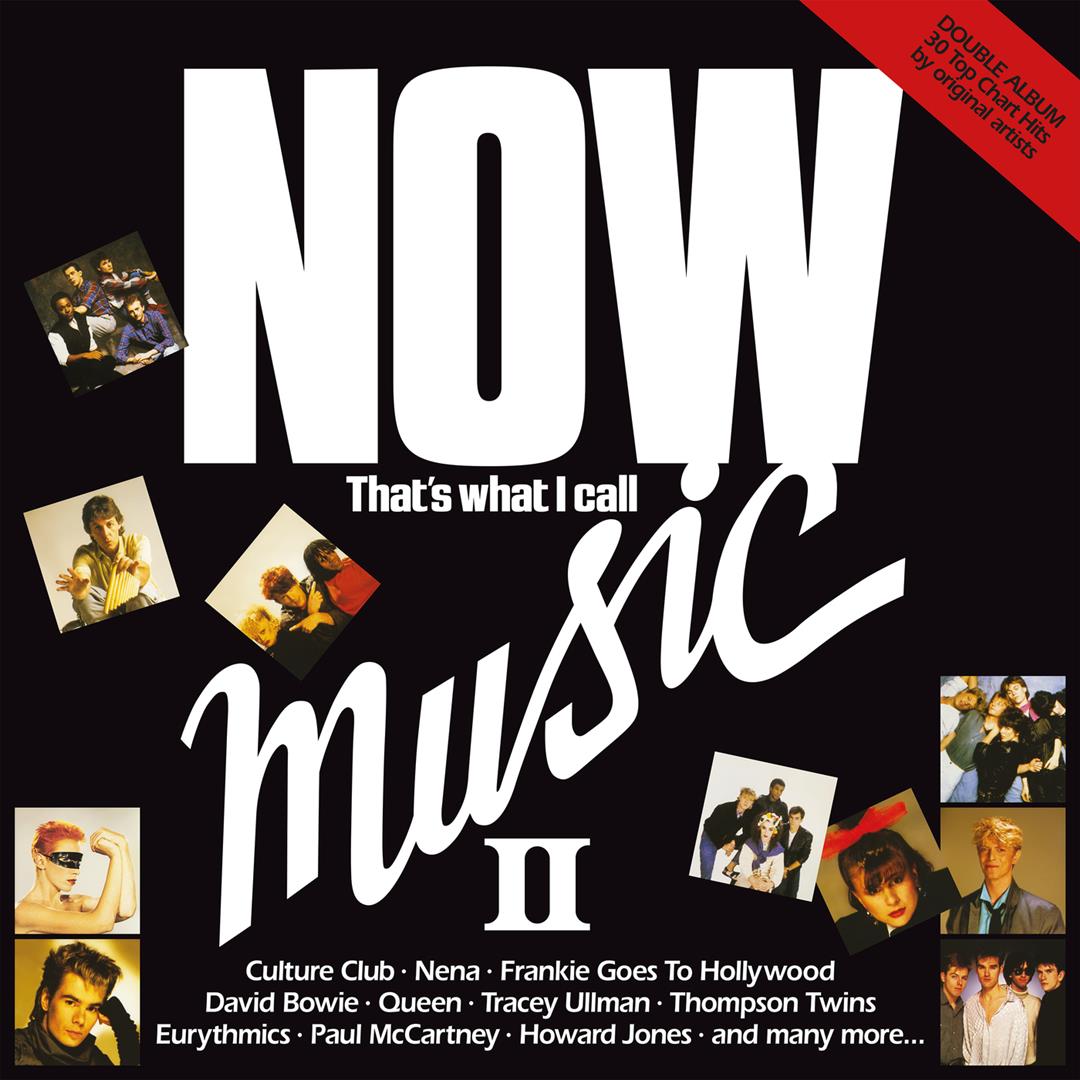 DOUBLE ALBUM
30 Top Chart Hits
by original artists
NOW
That's what I call
Music
II
Culture Club · Nena · Frankie Goes To Hollywood
David Bowie · Queen · Tracey Ullman · Thompson Twins
Eurythmics · Paul McCartney · Howard Jones · and many more...